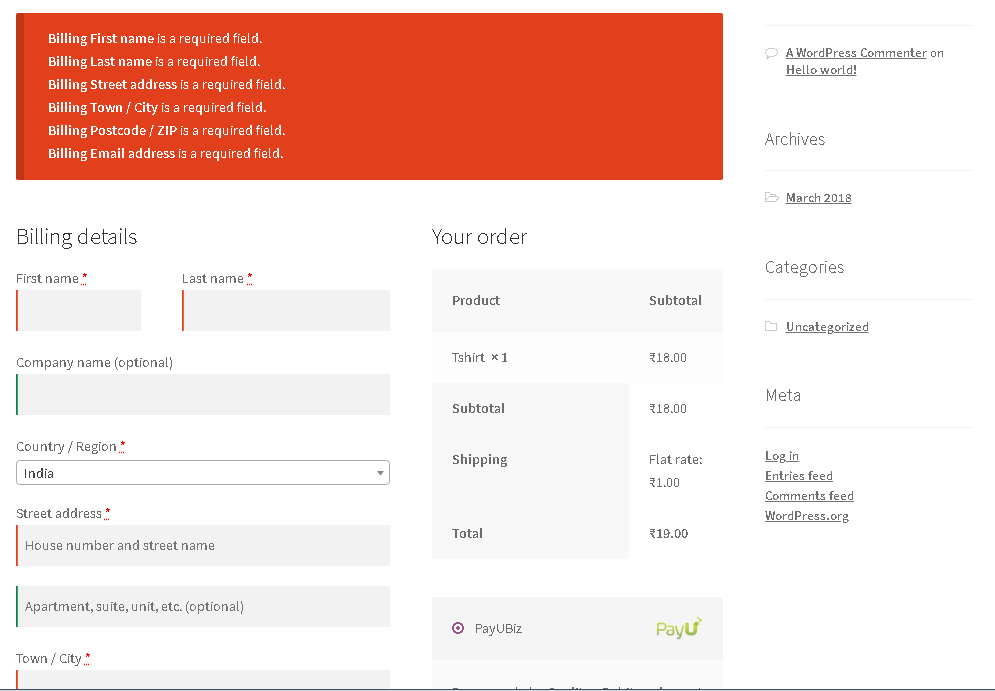 Billing First name is a required field.
Billing Last name is a required field.
Billing Street address is a required field.
Billing Town / City is a required field.
Billing Postcode / ZIP is a required field.
Billing Email address is a required field.
Billing details
First name *
Last name *
Company name (optional)
Country / Region *
India
Street address *
House number and street name
Apartment, suite, unit, etc. (optional)
Town / City *
Your order
Product Subtotal
Tshirt × 1 ₹18.00
Subtotal ₹18.00
Shipping Flat rate:
₹1.00
Total ₹19.00
PayUBiz PayU
A WordPress Commenter on
Hello world!
Archives
March 2018
Categories
Uncategorized
Meta
Log in
Entries feed
Comments feed
WordPress.org